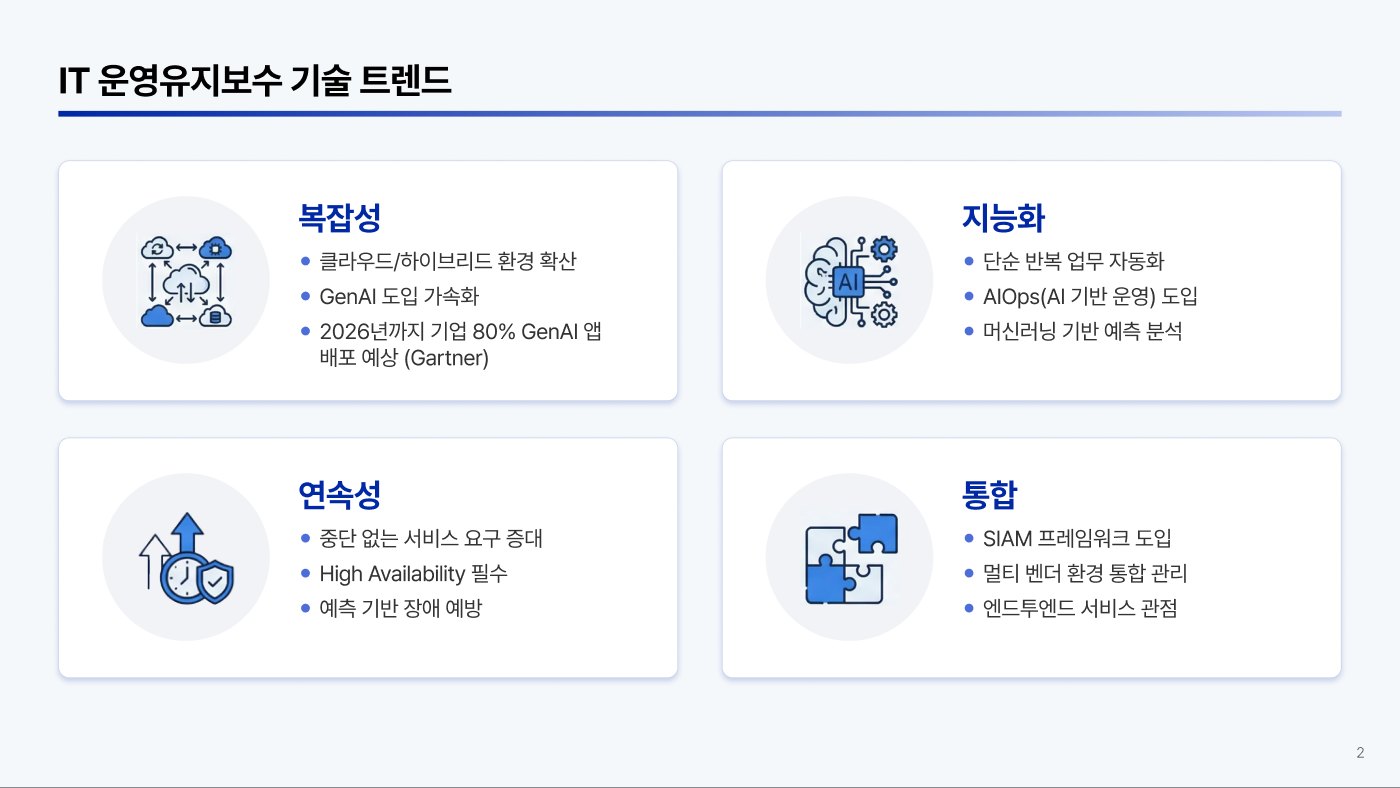 IT 운영유지보수 기술 트렌드
복잡성
클라우드/하이브리드 환경 확산
GenAI 도입 가속화
2026년까지 기업 80% GenAI 앱
배포 예상 (Gartner)
지능화
AI
단순 반복 업무 자동화
AIOps(AI 기반 운영) 도입
머신러닝 기반 예측 분석
연속성
중단 없는 서비스 요구 증대
High Availability 필수
예측 기반 장애 예방
통합
SIAM 프레임워크 도입
멀티 벤더 환경 통합 관리
엔드투엔드 서비스 관점
2